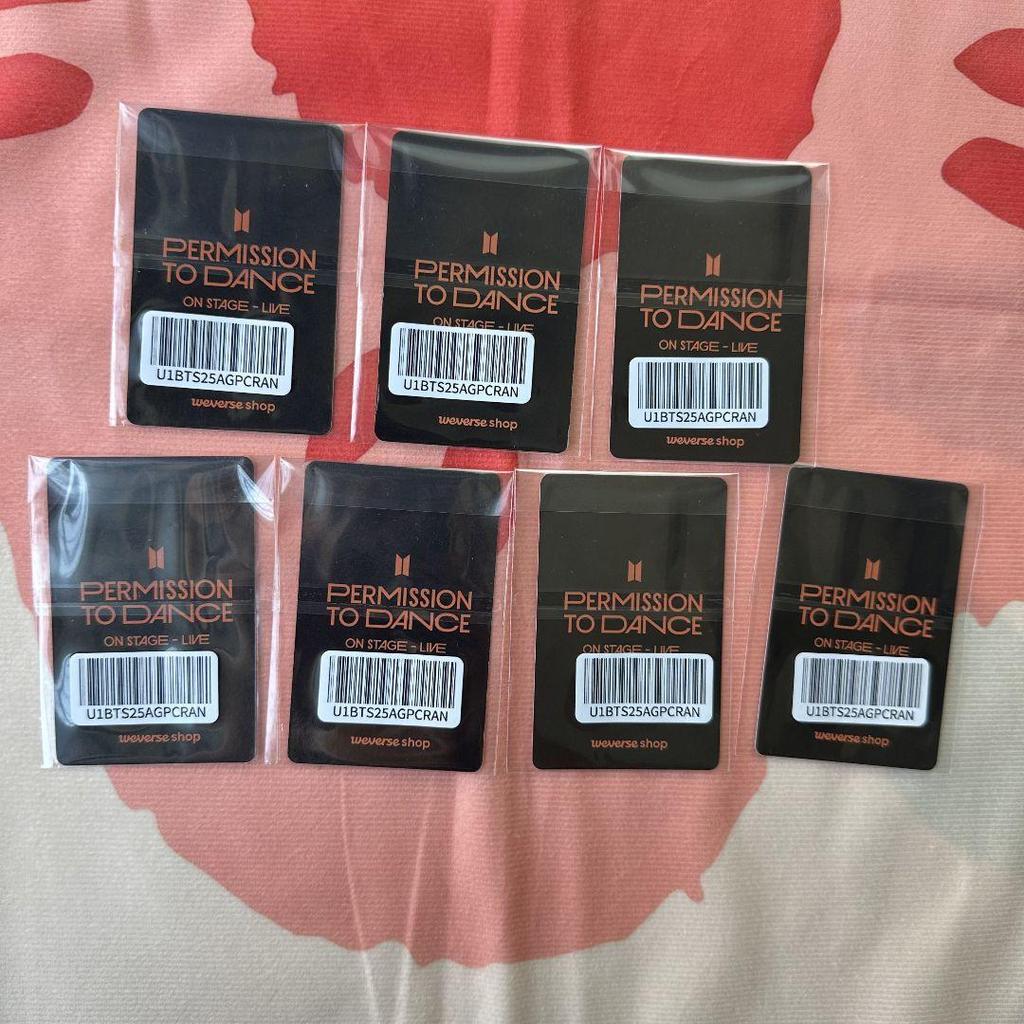 PERMISSION
TO DANCE
ON STAGE - LIVE
U1BTS25AGPCRAN
weverse shop
PERMISSION
TO DANCE
ON STAGE - LIVE
U1BTS25AGPCRAN
weverse shop
PERMISSION
TO DANCE
ON STAGE - LIVE
U1BTS25AGPCRAN
weverse shop
PERMISSION
TO DANCE
ON STAGE - LIVE
U1BTS25AGPCRAN
weverse shop
PERMISSION
TO DANCE
ON STAGE - LIVE
U1BTS25AGPCRAN
weverse shop
PERMISSION
TO DANCE
ON STAGE - LIVE
U1BTS25AGPCRAN
weverse shop
PERMISSION
TO DANCE
ON STAGE - LIVE
U1BTS25AGPCRAN
weverse shop